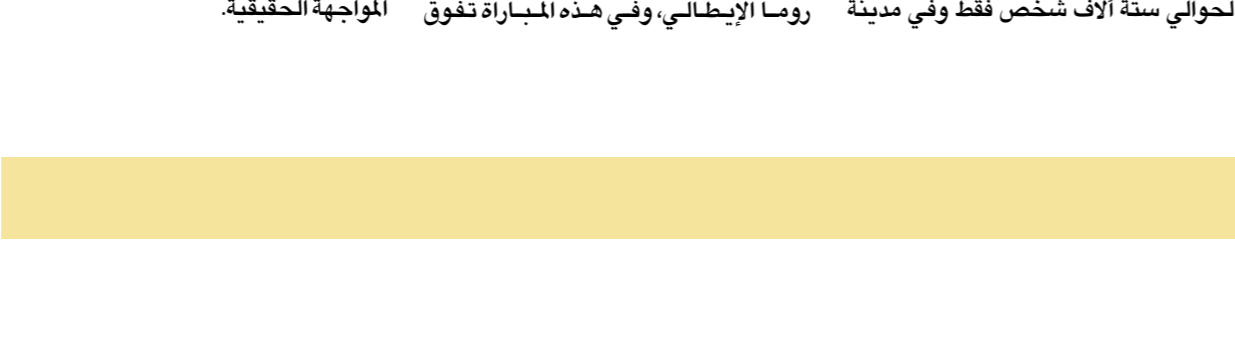 لحوالي ستة آلاف شخص فقط وفي مدينة
روما الإيطالي، وفي هذه المباراة تفوق
المواجهة الحقيقية.